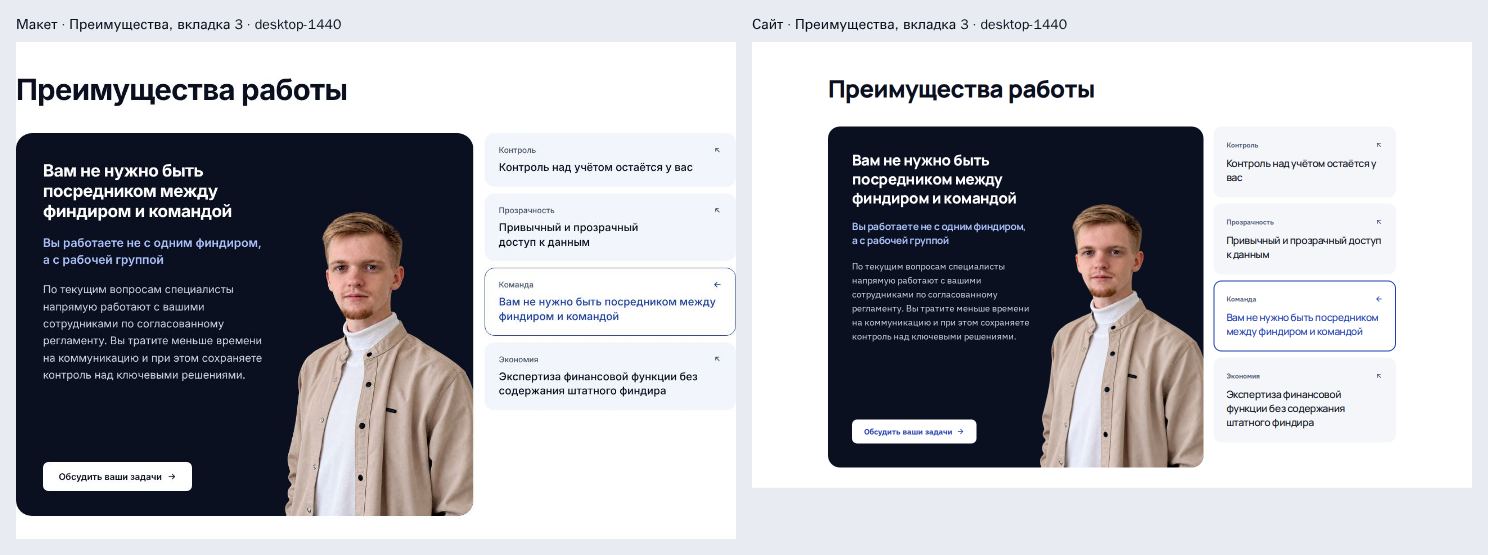 Макет · Преимущества, вкладка 3 · desktop-1440
Преимущества работы
Вам не нужно быть
посредником между
финдиром и командой
Вы работаете не с одним финдиром,
а с рабочей группой
По текущим вопросам специалисты
напрямую работают с вашими
сотрудниками по согласованному
регламенту. Вы тратите меньше времени
на коммуникацию и при этом сохраняете
контроль над ключевыми решениями.
Обсудить ваши задачи →
Контроль
Контроль над учётом остаётся у вас
Прозрачность
Привычный и прозрачный
доступ к данным
Команда
Вам не нужно быть посредником между
финдиром и командой
Экономия
Экспертиза финансовой функции без
содержания штатного финдира
Сайт · Преимущества, вкладка 3 · desktop-1440
Преимущества работы
Вам не нужно быть
посредником между
финдиром и командой
Вы работаете не с одним финдиром,
а с рабочей группой
По текущим вопросам специалисты
напрямую работают с вашими
сотрудниками по согласованному
регламенту. Вы тратите меньше времени
на коммуникацию и при этом сохраняете
контроль над ключевыми решениями.
Обсудить ваши задачи →
Контроль
Контроль над учётом остаётся у
вас
Прозрачность
Привычный и прозрачный доступ
к данным
Команда
Вам не нужно быть посредником
между финдиром и командой
Экономия
Экспертиза финансовой
функции без содержания
штатного финдира